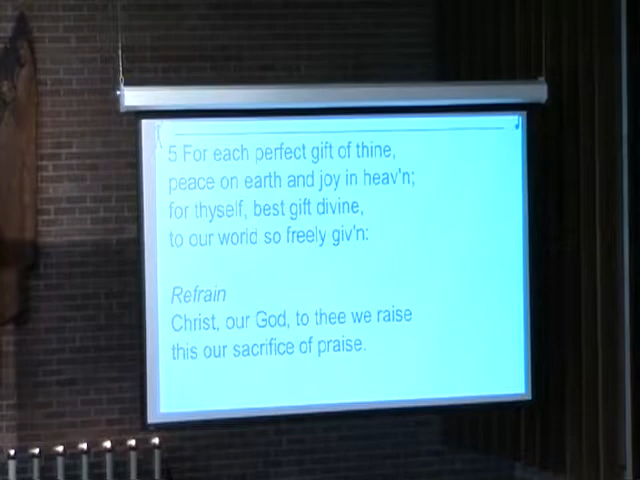 5 For each perfect gift of thine,
peace on earth and joy in heav'n;
for thyself, best gift divine,
to our world so freely giv'n:
Refrain
Christ, our God, to thee we raise
this our sacrifice of praise.